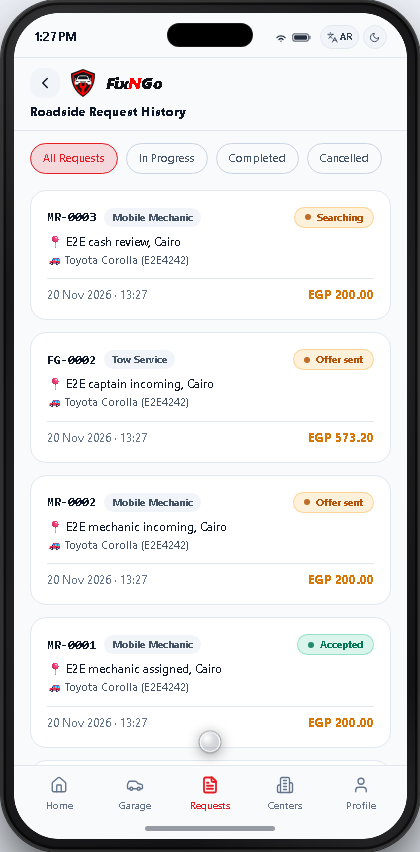 1:27 PM
AR
FixNGo
Roadside Request History
All Requests
In Progress
Completed
Cancelled
MR-0003 Mobile Mechanic Searching
E2E cash review, Cairo
Toyota Corolla (E2E4242)
20 Nov 2026 · 13:27 EGP 200.00
FG-0002 Tow Service Offer sent
E2E captain incoming, Cairo
Toyota Corolla (E2E4242)
20 Nov 2026 · 13:27 EGP 573.20
MR-0002 Mobile Mechanic Offer sent
E2E mechanic incoming, Cairo
Toyota Corolla (E2E4242)
20 Nov 2026 · 13:27 EGP 200.00
MR-0001 Mobile Mechanic Accepted
E2E mechanic assigned, Cairo
Toyota Corolla (E2E4242)
20 Nov 2026 · 13:27 EGP 200.00
Home
Garage
Requests
Centers
Profile